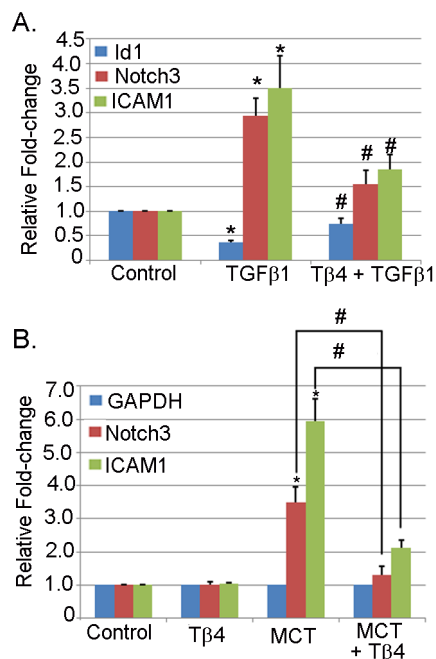 A.
Relative Fold-change
4.5
4.0
3.5
3.0
2.5
2.0
1.5
1.0
0.5
0
Id1
Notch3
ICAM1
*
*
*
#
#
#
Control
TGFβ1
Tβ4 + TGFβ1
B.
Relative Fold-change
7.0
6.0
5.0
4.0
3.0
2.0
1.0
0
GAPDH
Notch3
ICAM1
#
#
*
*
Control
Tβ4
MCT
MCT
+ Tβ4